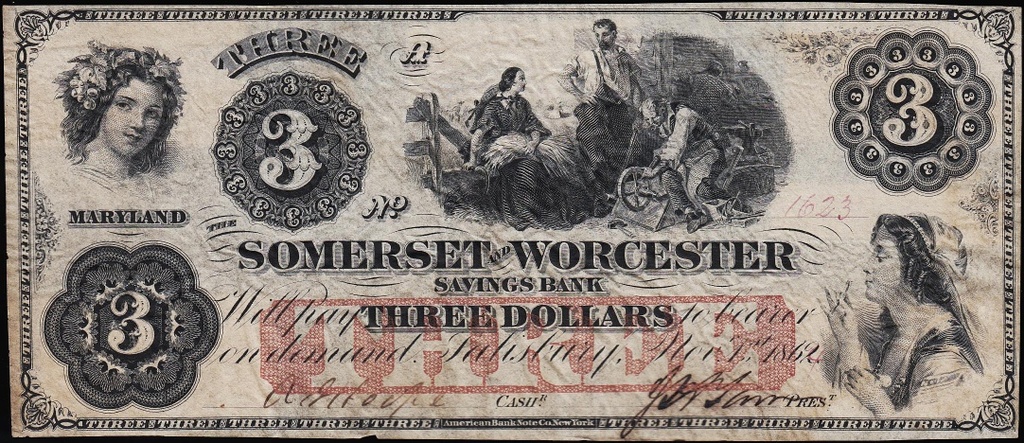 THREE THREE THREE THREE THREE THREE THREE THREE THREE THREE
THREE
A
3
3
MARYLAND
No
1623
THE
SOMERSET AND WORCESTER
SAVINGS BANK
3
Will pay THREE DOLLARS to bearer
THREE
on demand. Salisbury, Nov. 1st 1862
CASHR
PREST
American Bank Note Co. New York